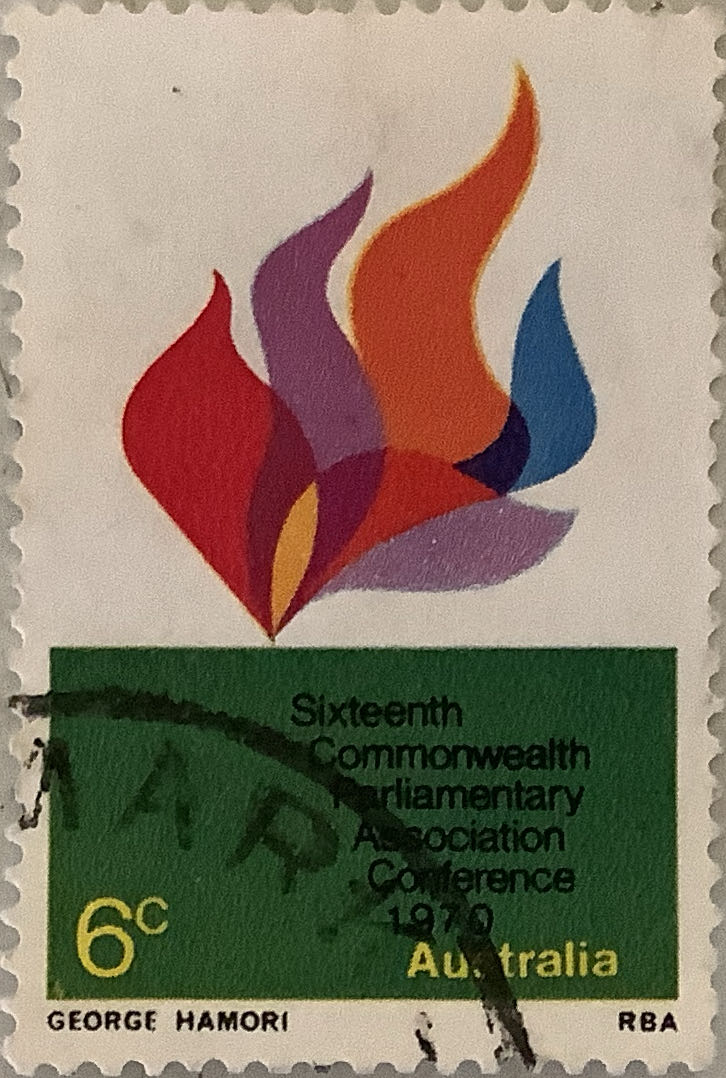 Sixteenth
Commonwealth
Parliamentary
Association
Conference
1970
6c
Australia
GEORGE HAMORI RBA